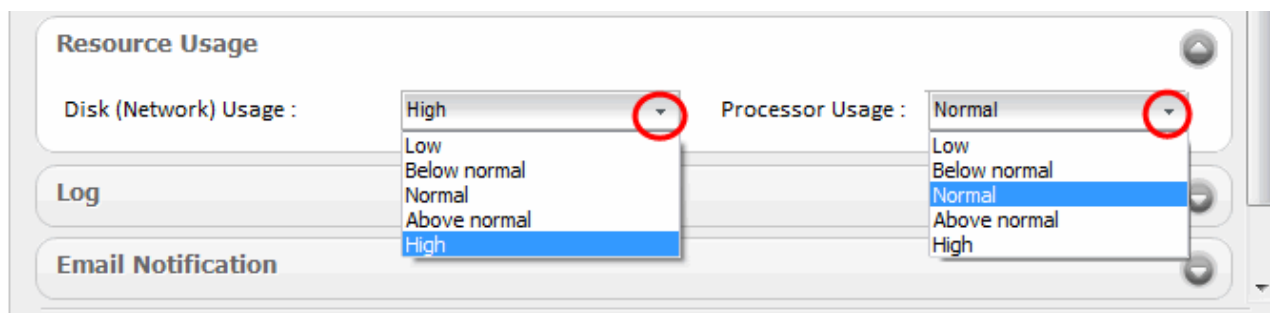 Resource Usage
Disk (Network) Usage : High Processor Usage : Normal
Low Low
Below normal Below normal
Log Normal Normal
Above normal Above normal
High High
Email Notification